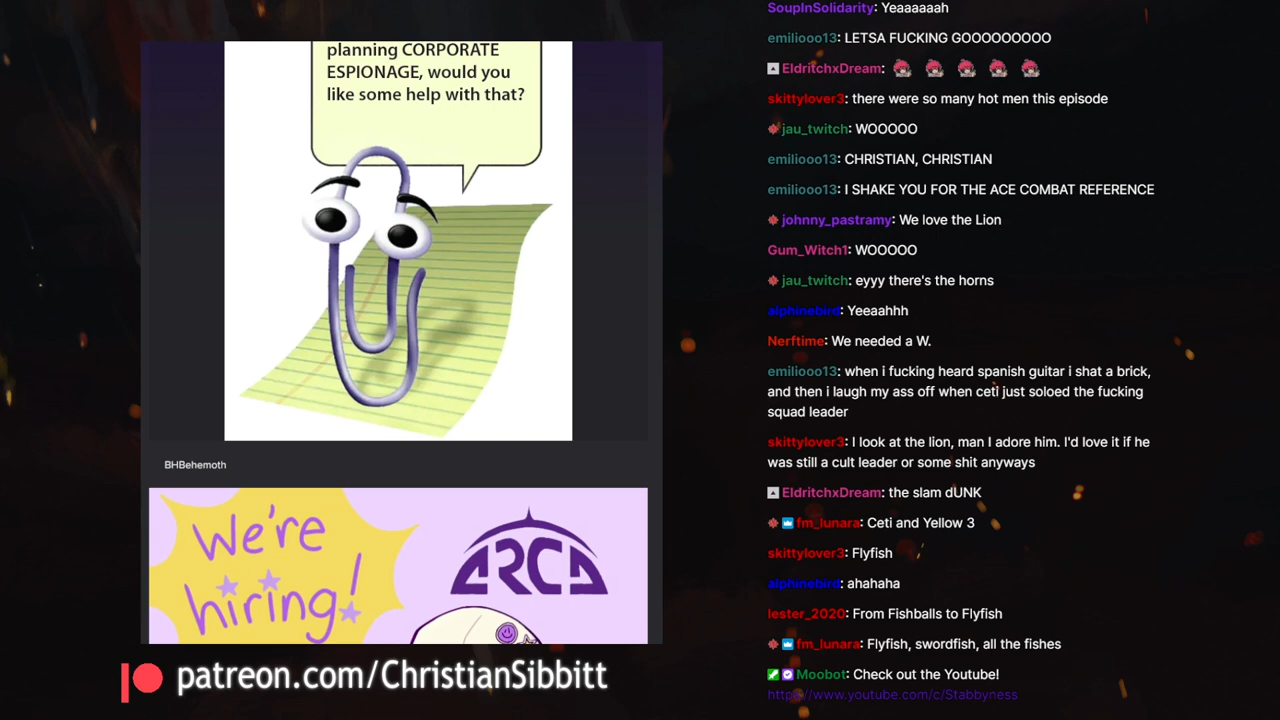 planning CORPORATE
ESPIONAGE, would you
like some help with that?
BHBehemoth
We're
hiring!
ARCA
patreon.com/ChristianSibbitt
SoupInSolidarity: Yeaaaaaah
emiliooo13: LETSA FUCKING GOOOOOOOOO
EldritchxDream:
skittylover3: there were so many hot men this episode
jau_twitch: WOOOOO
emiliooo13: CHRISTIAN, CHRISTIAN
emiliooo13: I SHAKE YOU FOR THE ACE COMBAT REFERENCE
johnny_pastramy: We love the Lion
Gum_Witch1: WOOOOO
jau_twitch: eyyy there's the horns
alphinebird: Yeeaahhh
Nerftime: We needed a W.
emiliooo13: when i fucking heard spanish guitar i shat a brick,
and then i laugh my ass off when ceti just soloed the fucking
squad leader
skittylover3: I look at the lion, man I adore him. I'd love it if he
was still a cult leader or some shit anyways
EldritchxDream: the slam dUNK
fm_lunara: Ceti and Yellow 3
skittylover3: Flyfish
alphinebird: ahahaha
lester_2020: From Fishballs to Flyfish
fm_lunara: Flyfish, swordfish, all the fishes
Moobot: Check out the Youtube!
https://www.youtube.com/c/Stabbyness